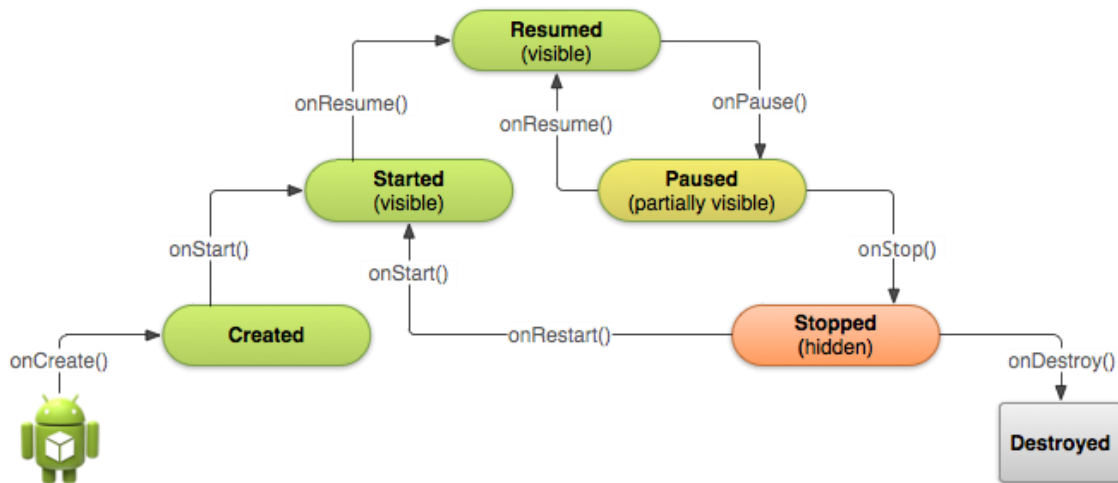 Resumed
(visible)
onResume()
onPause()
onResume()
Started
(visible)
Paused
(partially visible)
onStart()
onStop()
onStart()
Created
onRestart()
Stopped
(hidden)
onCreate()
onDestroy()
Destroyed